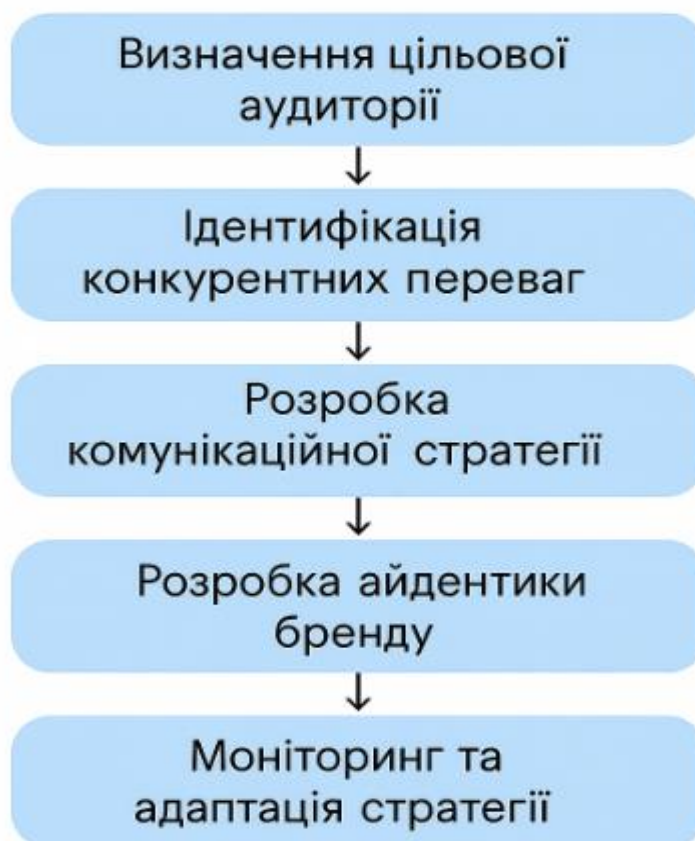 Визначення цільової
аудиторії
Ідентифікація
конкурентних переваг
Розробка
комунікаційної стратегії
Розробка айдентики
бренду
Моніторинг та
адаптація стратегії